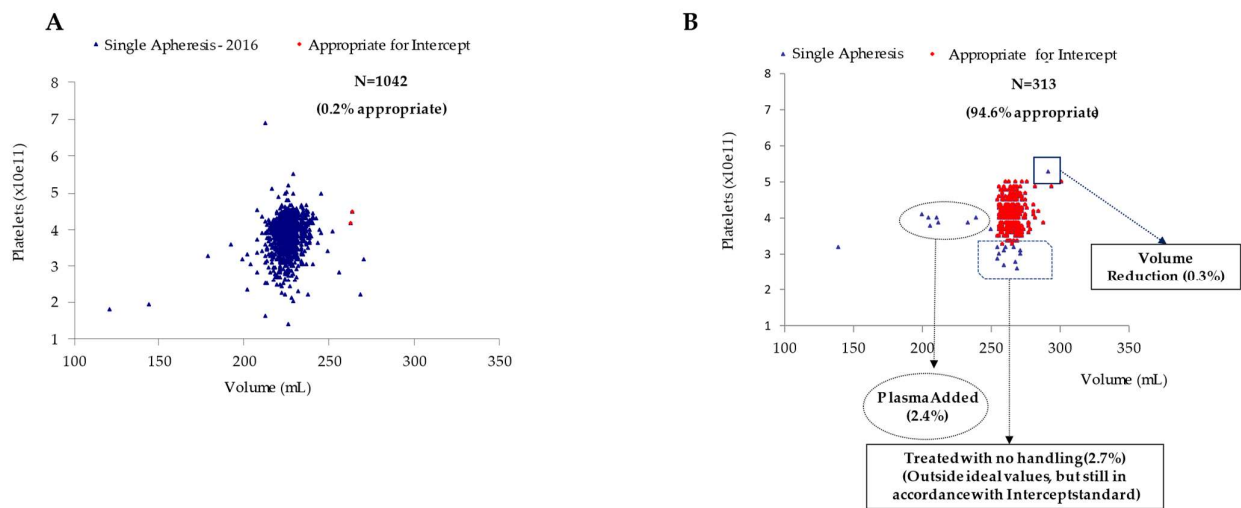 A
Single Apheresis - 2016 Appropriate for Intercept
N=1042
(0.2% appropriate)
8
7
6
5
4
3
2
1
Platelets (x10e11)
100 150 200 250 300 350
Volume (mL)
B
Single Apheresis Appropriate for Intercept
N=313
(94.6% appropriate)
8
7
6
5
4
3
2
1
Platelets (x10e11)
100 150 200 250 300 350
Volume (mL)
Volume
Reduction (0.3%)
Plasma Added
(2.4%)
Treated with no handling (2.7%)
(Outside ideal values, but still in
accordance with Intercept standard)